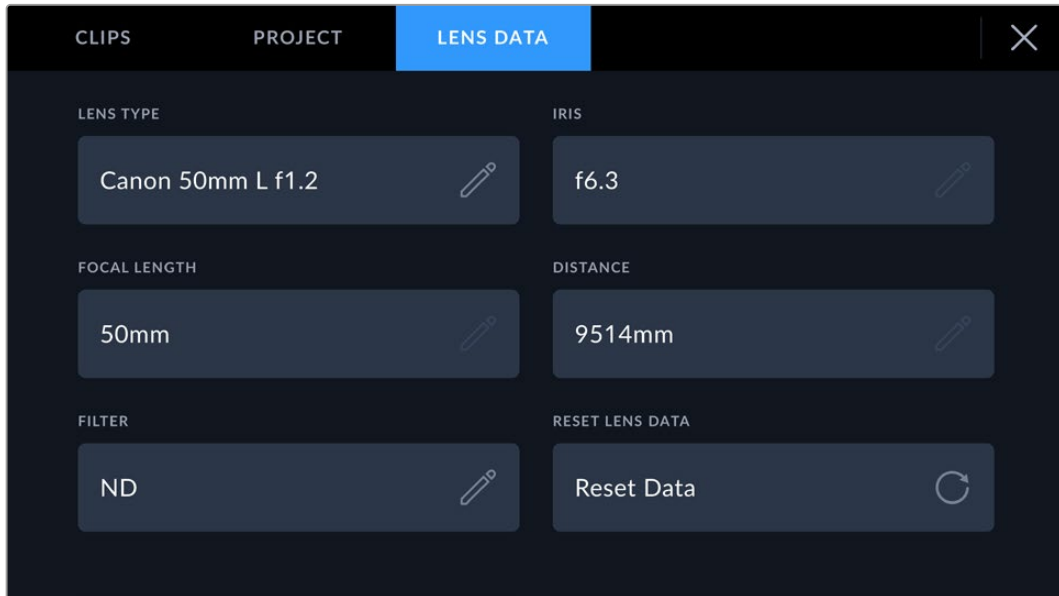 CLIPS PROJECT LENS DATA
LENS TYPE
Canon 50mm L f1.2
IRIS
f6.3
FOCAL LENGTH
50mm
DISTANCE
9514mm
FILTER
ND
RESET LENS DATA
Reset Data